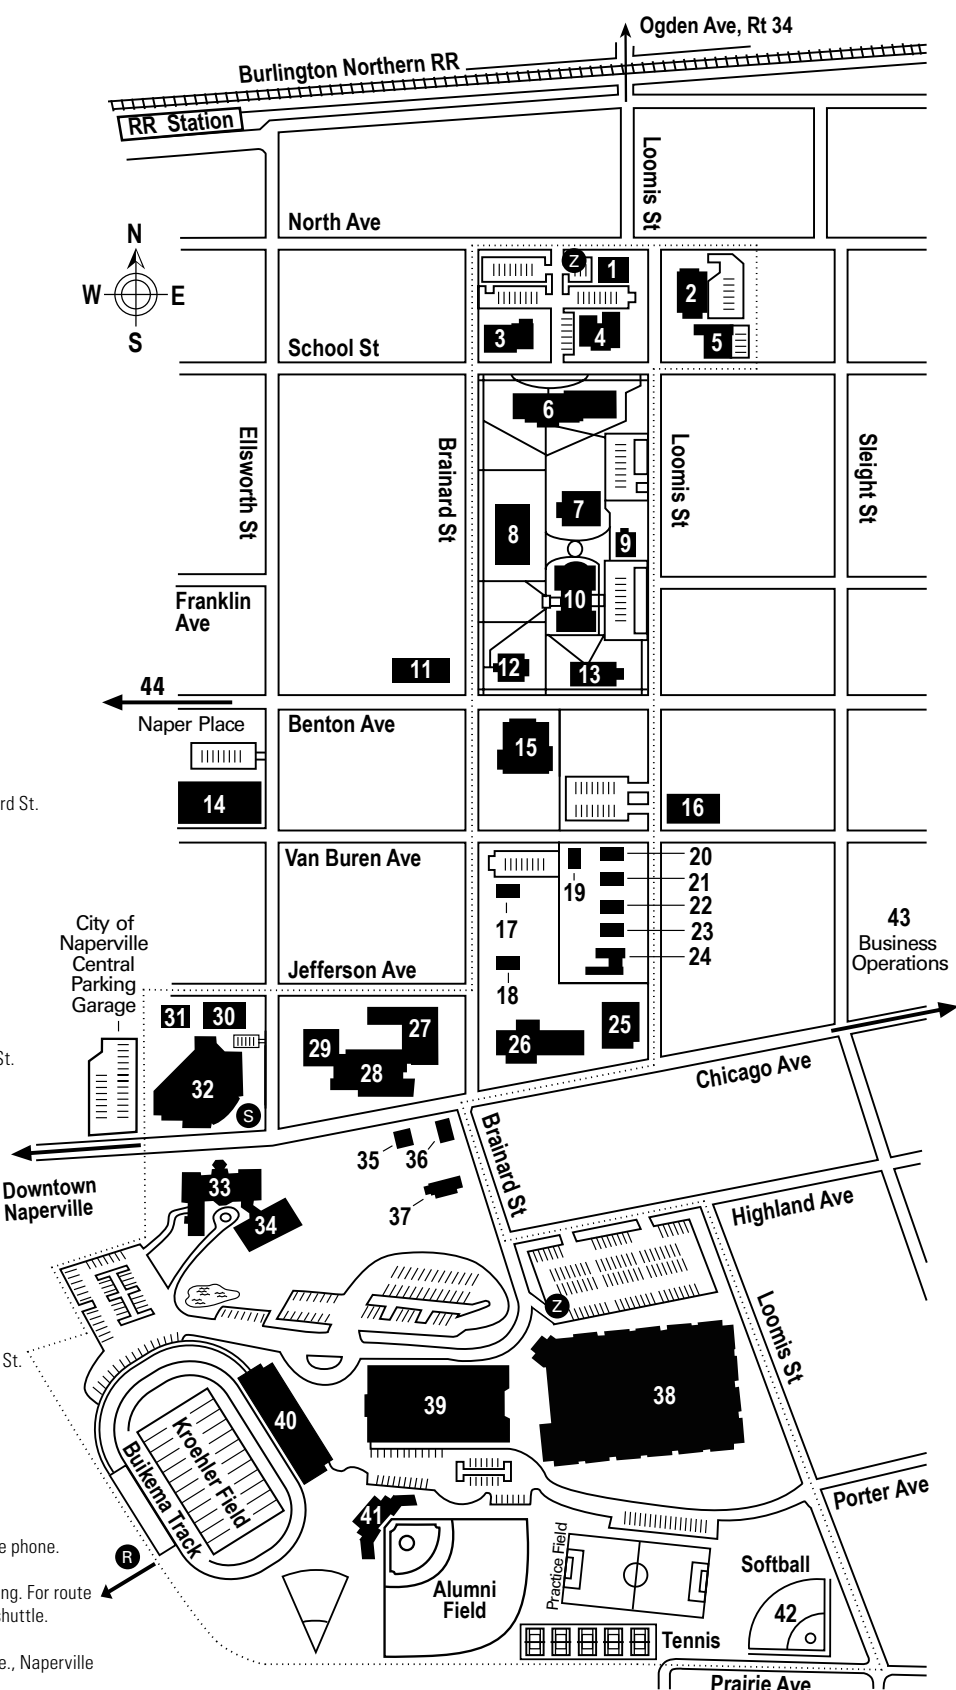 Ogden Ave, Rt 34
Burlington Northern RR
RR Station
Loomis St
North Ave
N
W E
S
Z
1
2
3
4
5
School St
6
Ellsworth St
Brainard St
Loomis St
Sleight St
7
8
9
10
Franklin
Ave
11
12
13
44
Naper Place
Benton Ave
15
14
16
rd St.
Van Buren Ave
19
20
21
22
23
24
17
18
City of
Naperville
Central
Parking
Garage
43
Business
Operations
Jefferson Ave
31
30
27
29
28
26
25
32
S
St.
Chicago Ave
35
36
37
Brainard St
Downtown
Naperville
33
34
Highland Ave
Z
Loomis St
St.
38
39
40
Kroehler Field
Buikema Track
Porter Ave
41
R
e phone.
ng. For route
shuttle.
e., Naperville
Practice Field
Alumni
Field
Softball
42
Tennis
Prairie Ave